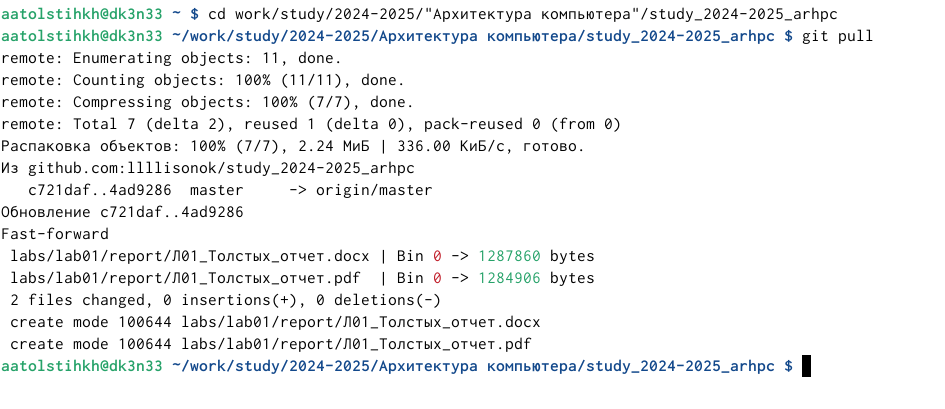 aatolstihkh@dk3n33 ~ $ cd work/study/2024-2025/"Архитектура компьютера"/study_2024-2025_arhpc
aatolstihkh@dk3n33 ~/work/study/2024-2025/Архитектура компьютера/study_2024-2025_arhpc $ git pull
remote: Enumerating objects: 11, done.
remote: Counting objects: 100% (11/11), done.
remote: Compressing objects: 100% (7/7), done.
remote: Total 7 (delta 2), reused 1 (delta 0), pack-reused 0 (from 0)
Распаковка объектов: 100% (7/7), 2.24 МиБ | 336.00 КиБ/с, готово.
Из github.com:llllisonok/study_2024-2025_arhpc
   c721daf..4ad9286  master     -> origin/master
Обновление c721daf..4ad9286
Fast-forward
 labs/lab01/report/Л01_Толстых_отчет.docx | Bin 0 -> 1287860 bytes
 labs/lab01/report/Л01_Толстых_отчет.pdf  | Bin 0 -> 1284906 bytes
 2 files changed, 0 insertions(+), 0 deletions(-)
 create mode 100644 labs/lab01/report/Л01_Толстых_отчет.docx
 create mode 100644 labs/lab01/report/Л01_Толстых_отчет.pdf
aatolstihkh@dk3n33 ~/work/study/2024-2025/Архитектура компьютера/study_2024-2025_arhpc $